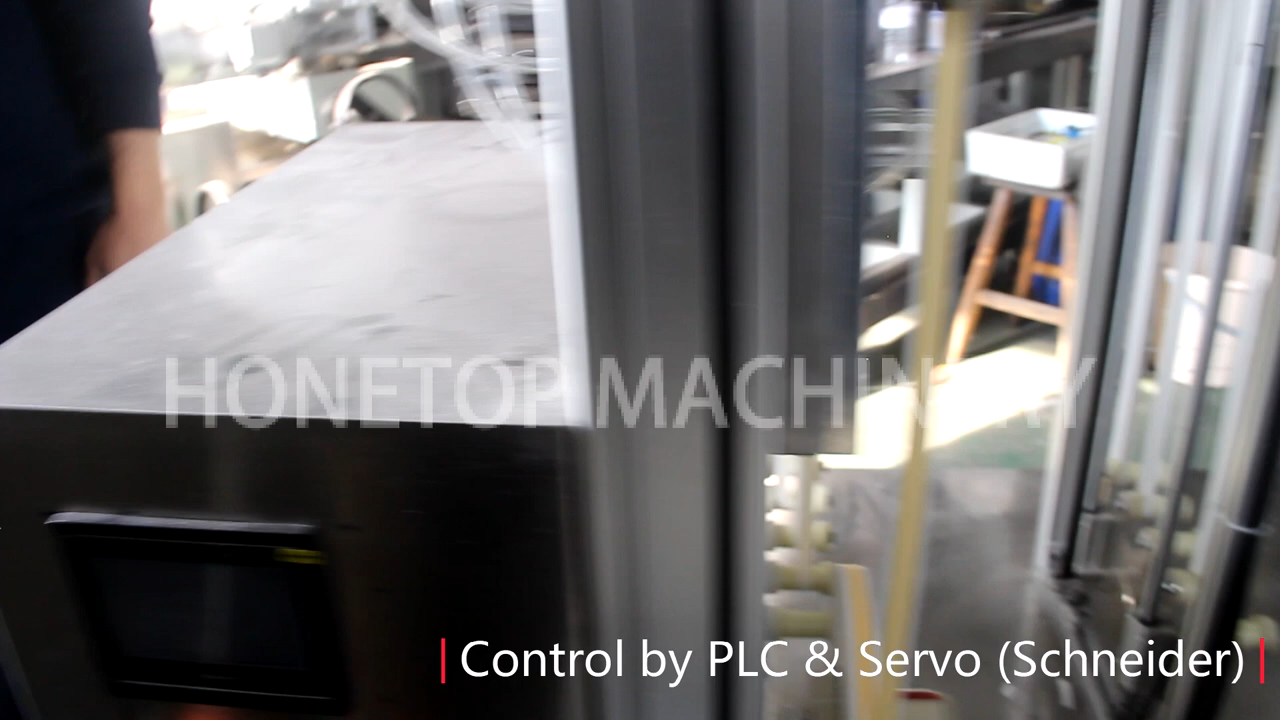 HONETOP MACHINERY
| Control by PLC & Servo (Schneider) |